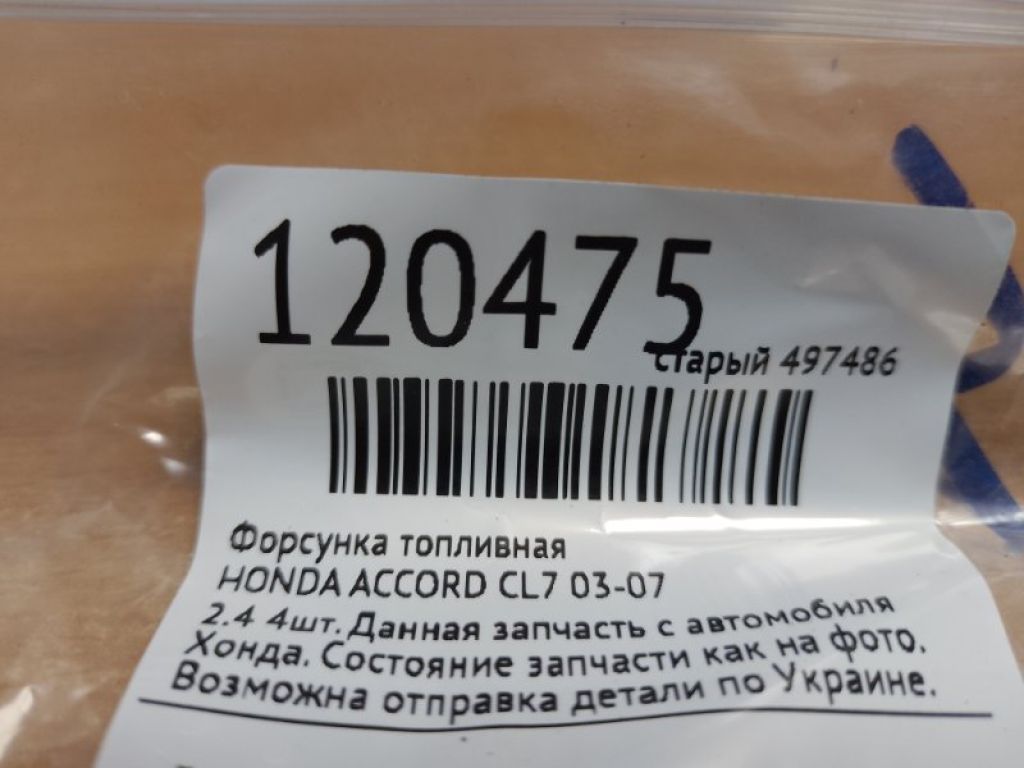 120475
старый 497486
Форсунка топливная
HONDA ACCORD CL7 03-07
2.4 4шт. Данная запчасть с автомобиля
Хонда. Состояние запчасти как на фото.
Возможна отправка детали по Украине.